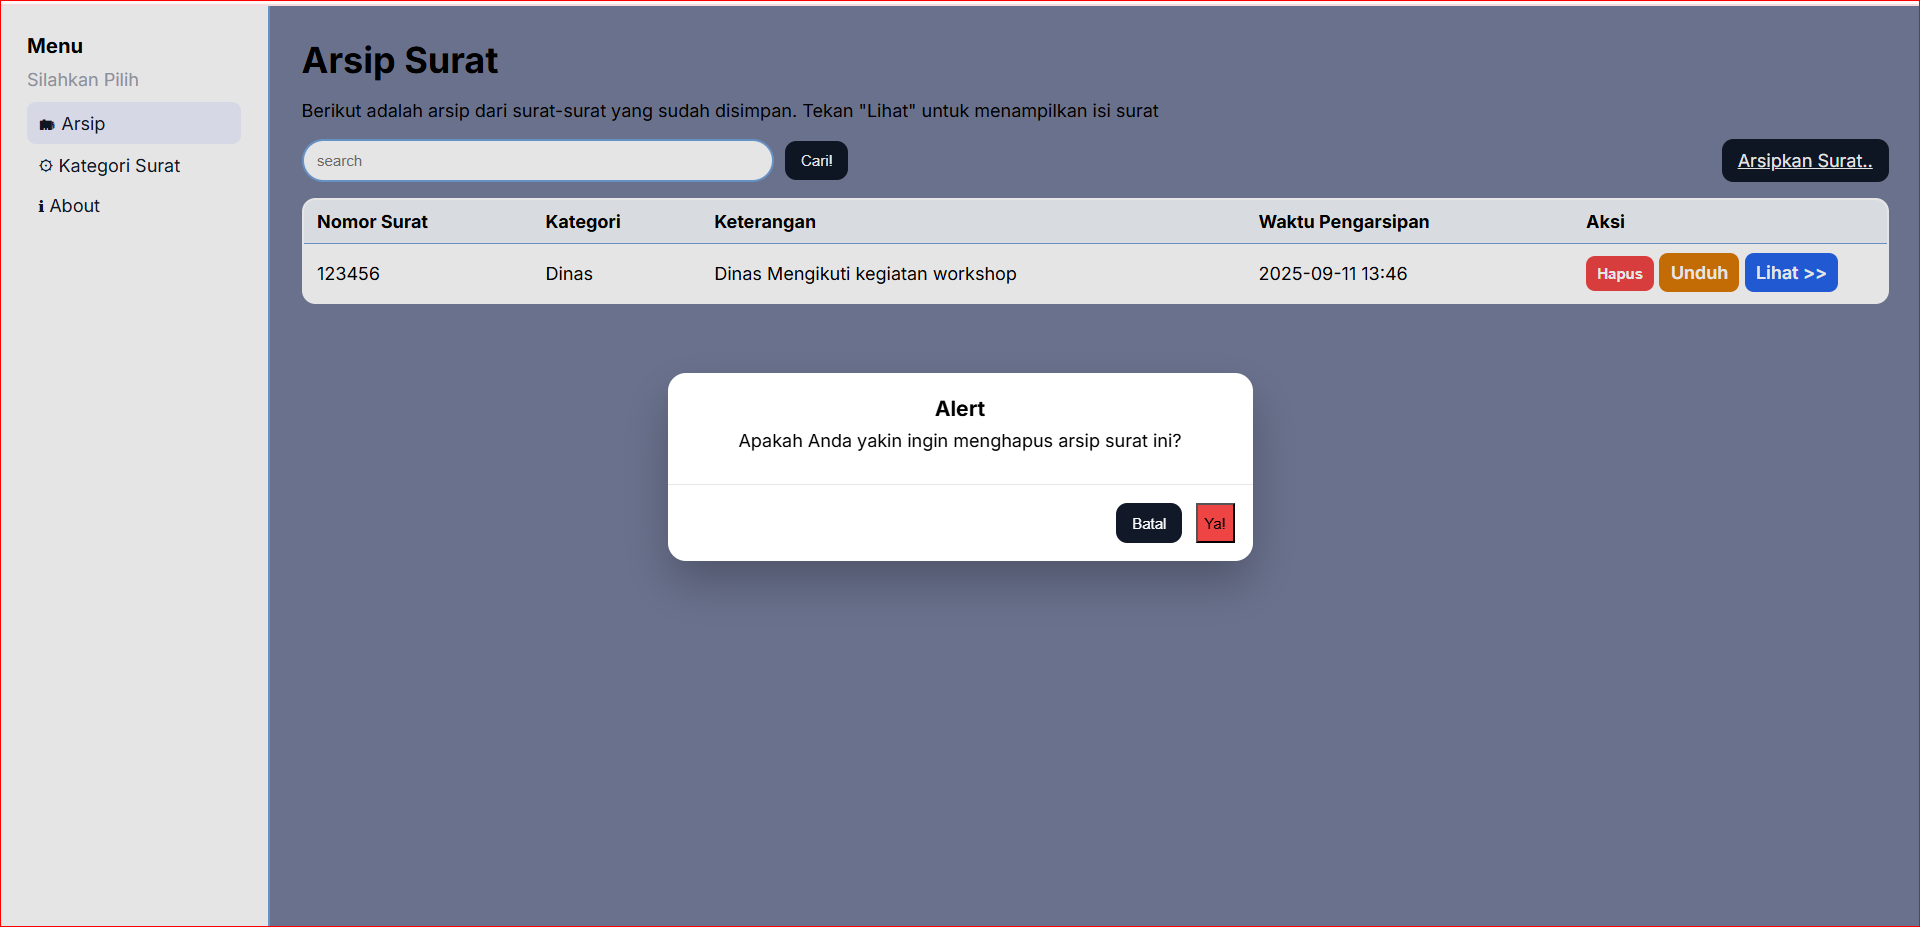 Menu
Silahkan Pilih
Arsip
Kategori Surat
About
Arsip Surat
Berikut adalah arsip dari surat-surat yang sudah disimpan. Tekan "Lihat" untuk menampilkan isi surat
search
Cari!
Arsipkan Surat..
Nomor Surat Kategori Keterangan Waktu Pengarsipan Aksi
123456 Dinas Dinas Mengikuti kegiatan workshop 2025-09-11 13:46 Hapus Unduh Lihat >>
Alert
Apakah Anda yakin ingin menghapus arsip surat ini?
Batal Ya!